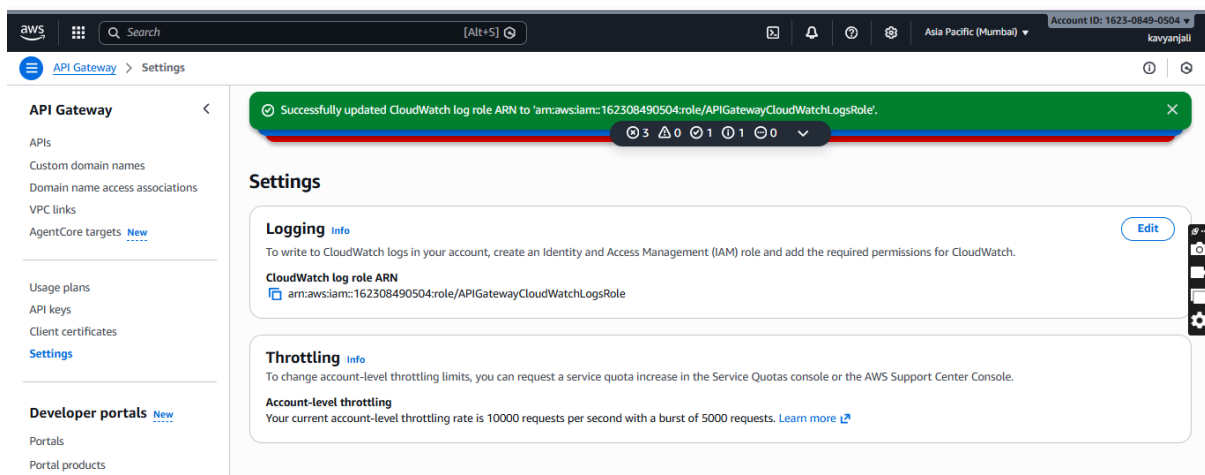 aws
Search
[Alt+S]
Asia Pacific (Mumbai) ▼
Account ID: 1623-0849-0504 ▼
kavyanjali
API Gateway > Settings
API Gateway
APIs
Custom domain names
Domain name access associations
VPC links
AgentCore targets New
Usage plans
API keys
Client certificates
Settings
Developer portals New
Portals
Portal products
Successfully updated CloudWatch log role ARN to 'arn:aws:iam::162308490504:role/APIGatewayCloudWatchLogsRole'.
3 0 1 1 0
Settings
Logging Info
Edit
To write to CloudWatch logs in your account, create an Identity and Access Management (IAM) role and add the required permissions for CloudWatch.
CloudWatch log role ARN
arn:aws:iam::162308490504:role/APIGatewayCloudWatchLogsRole
Throttling Info
To change account-level throttling limits, you can request a service quota increase in the Service Quotas console or the AWS Support Center Console.
Account-level throttling
Your current account-level throttling rate is 10000 requests per second with a burst of 5000 requests. Learn more